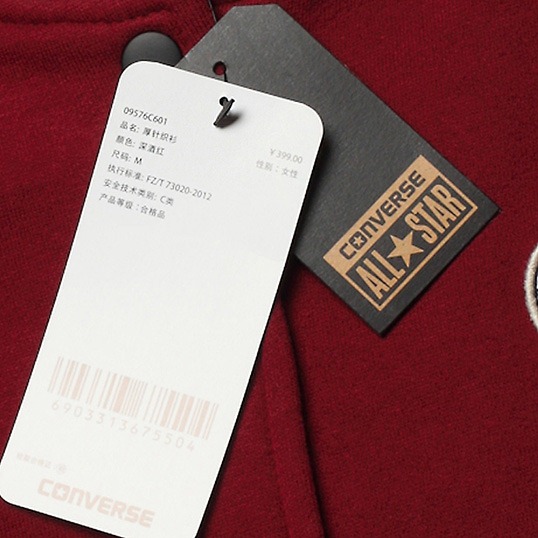 09576C601
品名: 厚针织衫
颜色: 深酒红
尺码: M
执行标准: FZ/T 73020-2012
安全技术类别: C类
产品等级: 合格品
￥399.00
性别: 女性
6903313675504
CONVERSE
CONVERSE
ALL★STAR